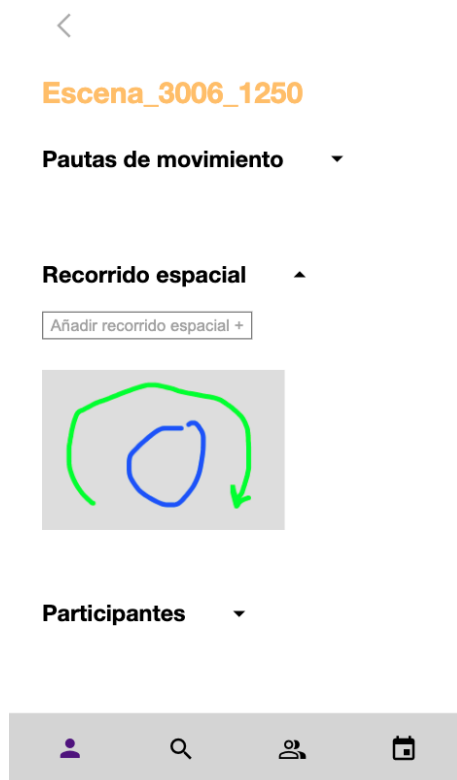 Escena_3006_1250
Pautas de movimiento
Recorrido espacial
Añadir recorrido espacial +
Participantes